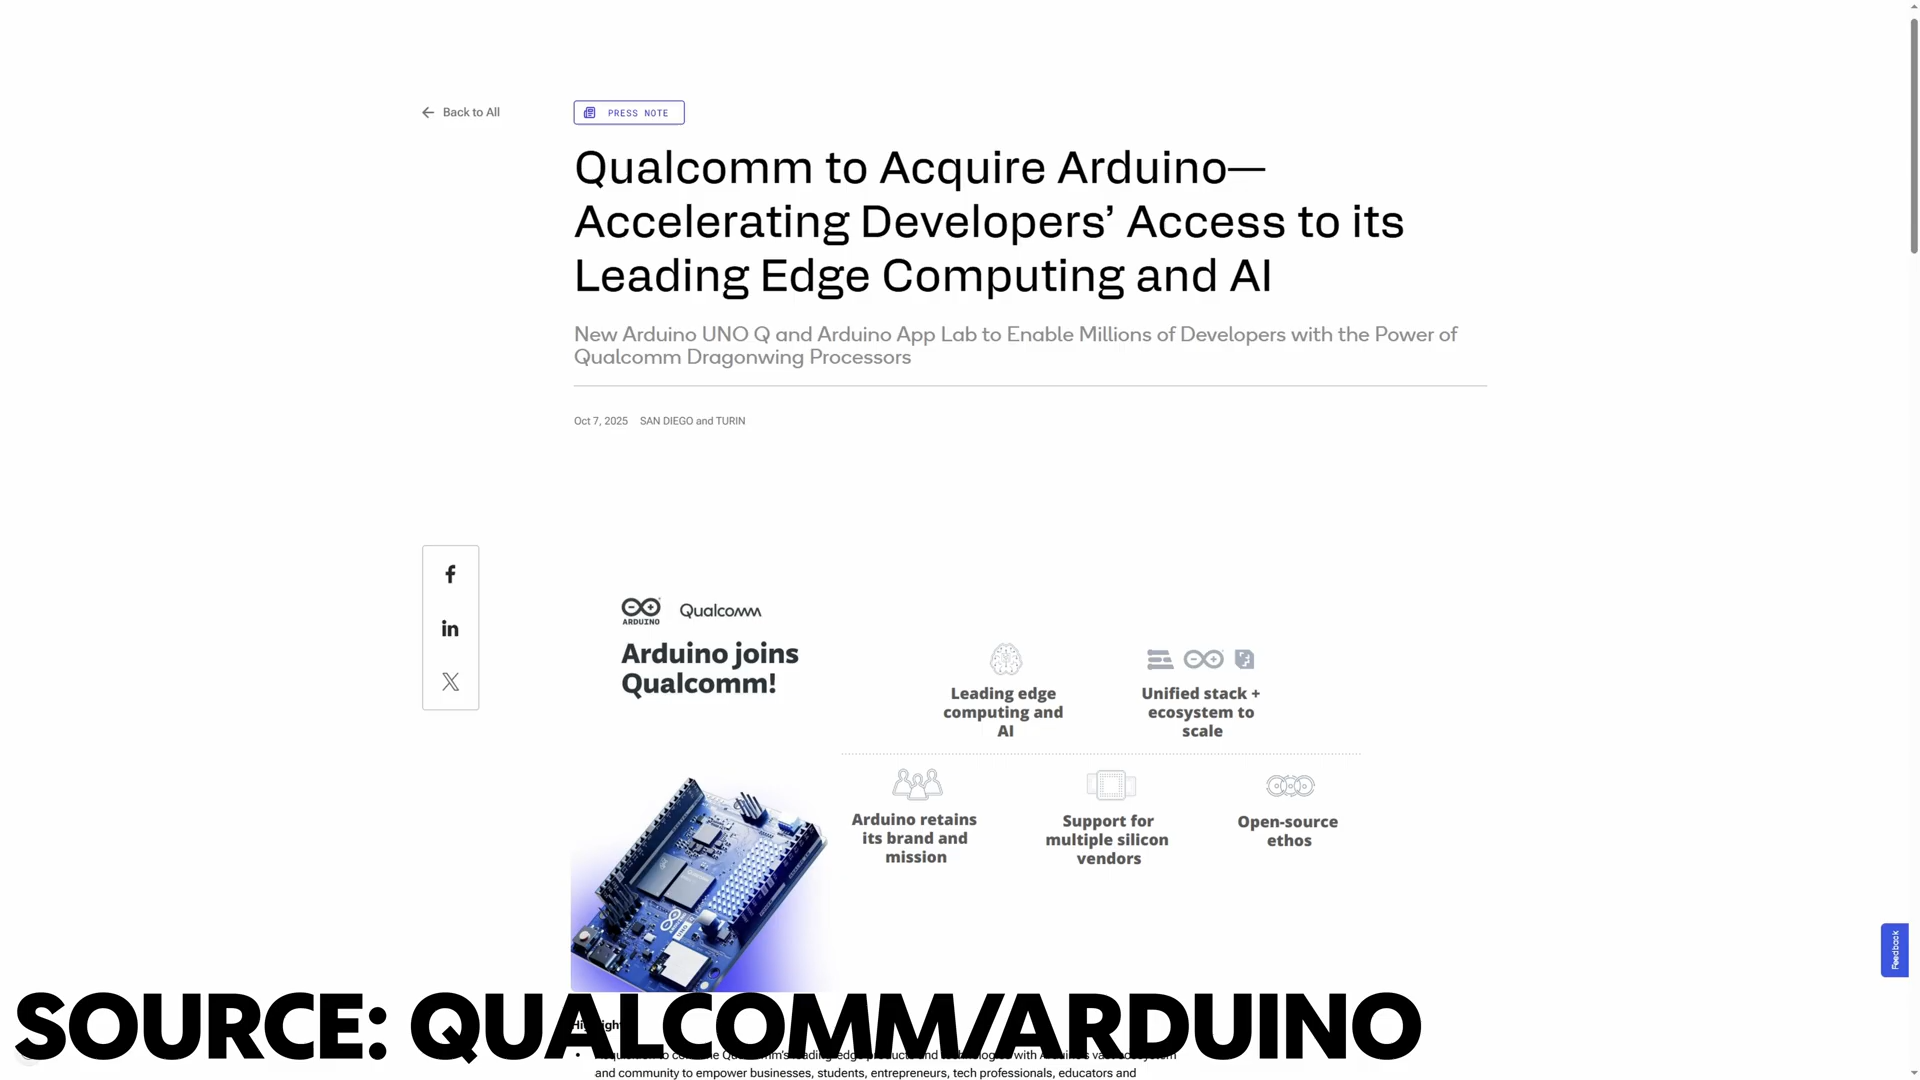 Back to All
PRESS NOTE
Qualcomm to Acquire Arduino—
Accelerating Developers’ Access to its
Leading Edge Computing and AI
New Arduino UNO Q and Arduino App Lab to Enable Millions of Developers with the Power of
Qualcomm Dragonwing Processors
Oct 7, 2025 SAN DIEGO and TURIN
ARDUINO
Qualcomm
Arduino joins
Qualcomm!
Leading edge
computing and
AI
Unified stack +
ecosystem to
scale
Arduino retains
its brand and
mission
Support for
multiple silicon
vendors
Open-source
ethos
Feedback
SOURCE: QUALCOMM/ARDUINO
and community to empower businesses, students, entrepreneurs, tech professionals, educators and